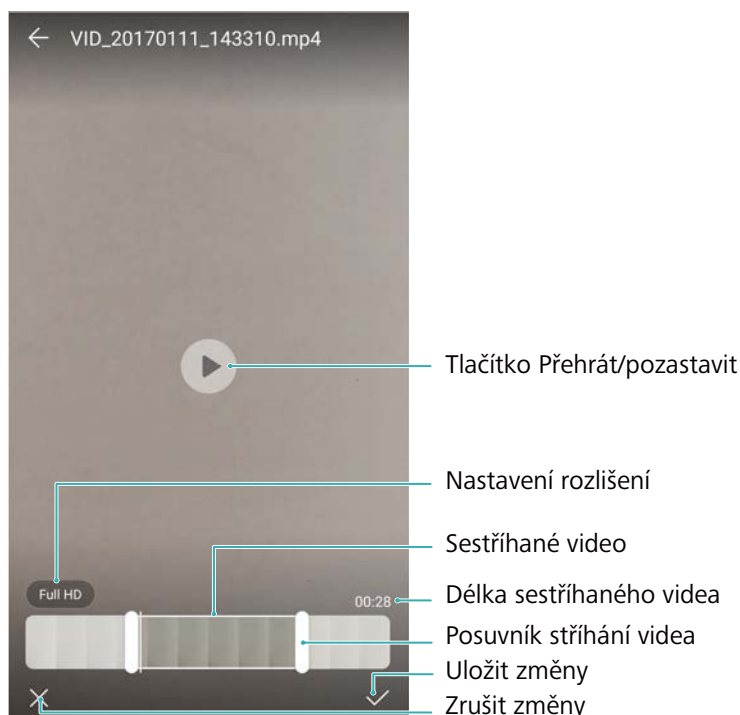 VID_20170111_143310.mp4
Tlačítko Přehrát/pozastavit
Nastavení rozlišení
Sestříhané video
Full HD
00:28
Délka sestříhaného videa
Posuvník stříhání videa
Uložit změny
Zrušit změny